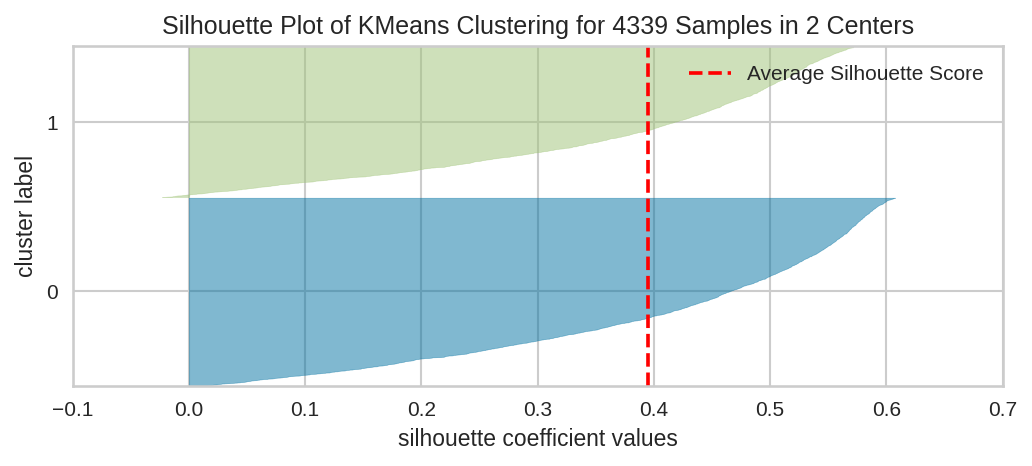 Silhouette Plot of KMeans Clustering for 4339 Samples in 2 Centers
Average Silhouette Score
1
0
cluster label
−0.1 0.0 0.1 0.2 0.3 0.4 0.5 0.6 0.7
silhouette coefficient values